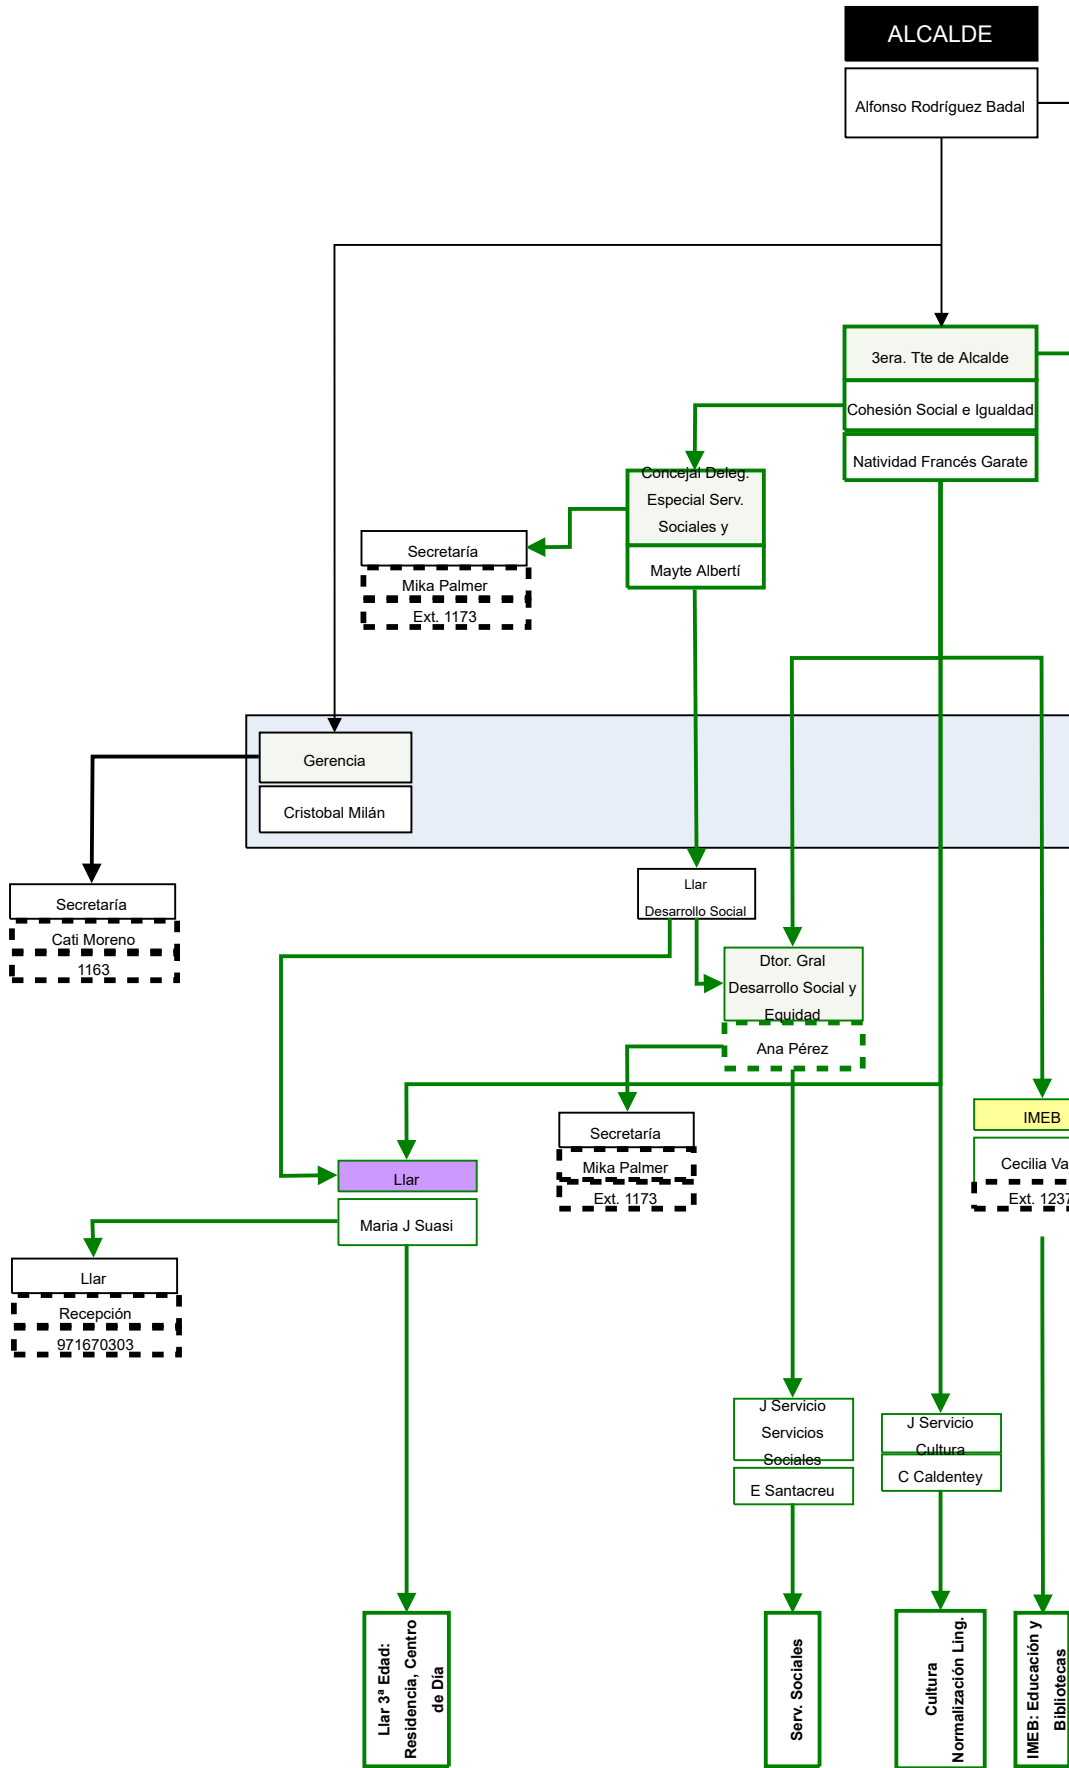 ALCALDE
Alfonso Rodríguez Badal
3era. Tte de Alcalde
Cohesión Social e Igualdad
Natividad Francés Garate
Concejal Deleg.
Especial Serv.
Sociales y
Mayte Albertí
Secretaría
Mika Palmer
Ext. 1173
Gerencia
Cristobal Milán
Secretaría
Cati Moreno
1163
Llar
Desarrollo Social
Dtor. Gral
Desarrollo Social y
Equidad
Ana Pérez
Secretaría
Mika Palmer
Ext. 1173
IMEB
Cecilia Va
Ext. 1237
Llar
Maria J Suasi
Llar
Recepción
971670303
J Servicio
Servicios
Sociales
E Santacreu
J Servicio
Cultura
C Caldentey
Llar 3ª Edad:
Residencia, Centro
de Día
Serv. Sociales
Cultura
Normalización Ling.
IMEB: Educación y
Bibliotecas